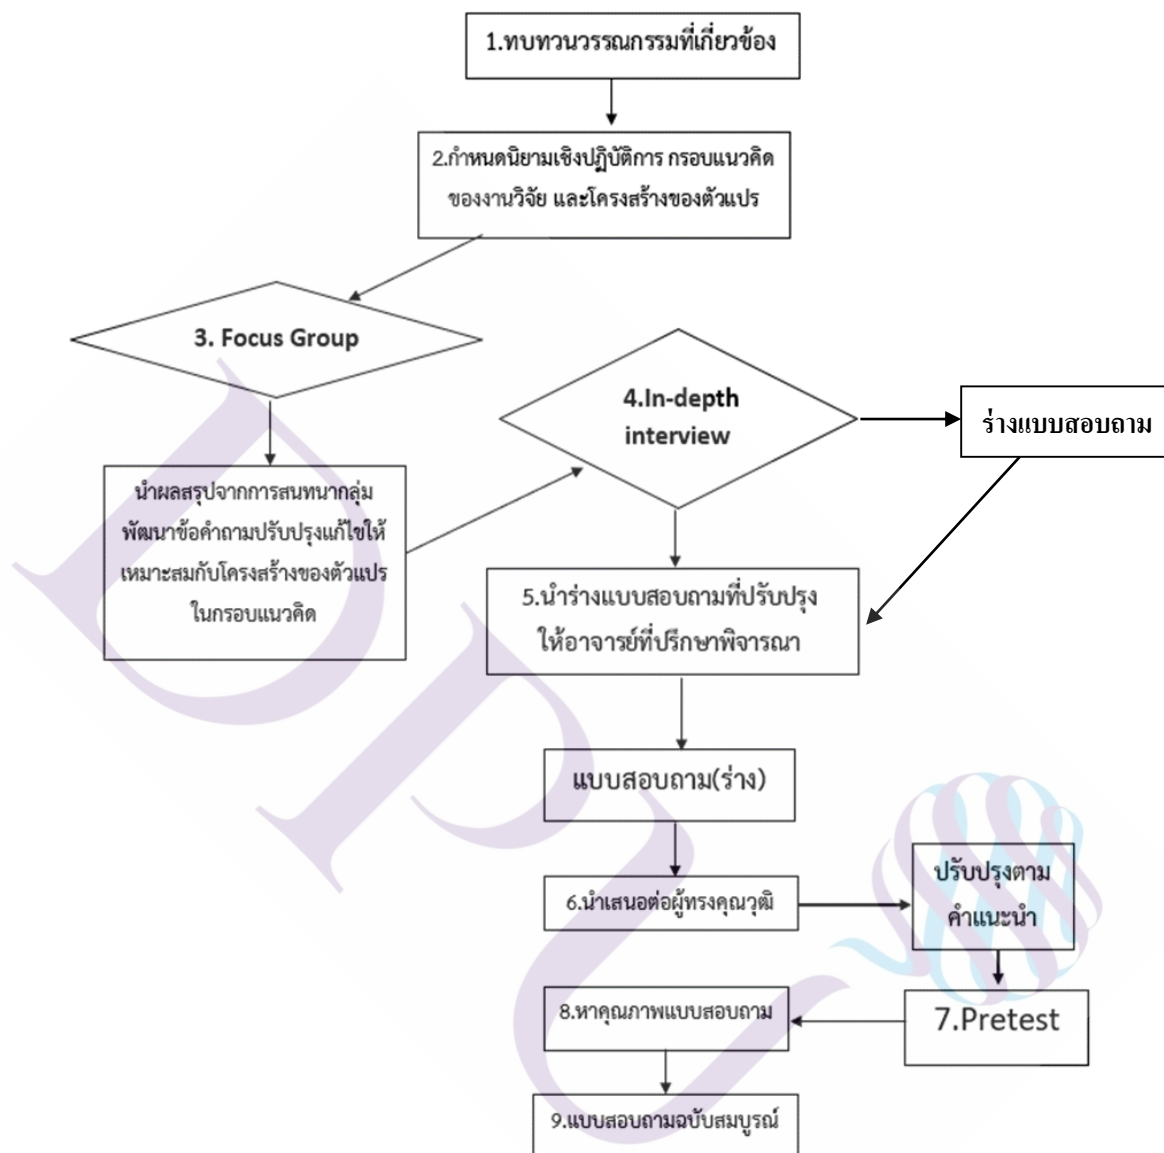 1.ทบทวนวรรณกรรมที่เกี่ยวข้อง
2.กำหนดนิยามเชิงปฏิบัติการ กรอบแนวคิด
ของงานวิจัย และโครงสร้างของตัวแปร
3. Focus Group
4.In-depth
interview
ร่างแบบสอบถาม
นำผลสรุปจากการสนทนากลุ่ม
พัฒนาข้อคำถามปรับปรุงแก้ไขให้
เหมาะสมกับโครงสร้างของตัวแปร
ในกรอบแนวคิด
5.นำร่างแบบสอบถามที่ปรับปรุง
ให้อาจารย์ที่ปรึกษาพิจารณา
แบบสอบถาม(ร่าง)
6.นำเสนอต่อผู้ทรงคุณวุฒิ
ปรับปรุงตาม
คำแนะนำ
7.Pretest
8.หาคุณภาพแบบสอบถาม
9.แบบสอบถามฉบับสมบูรณ์
DPU